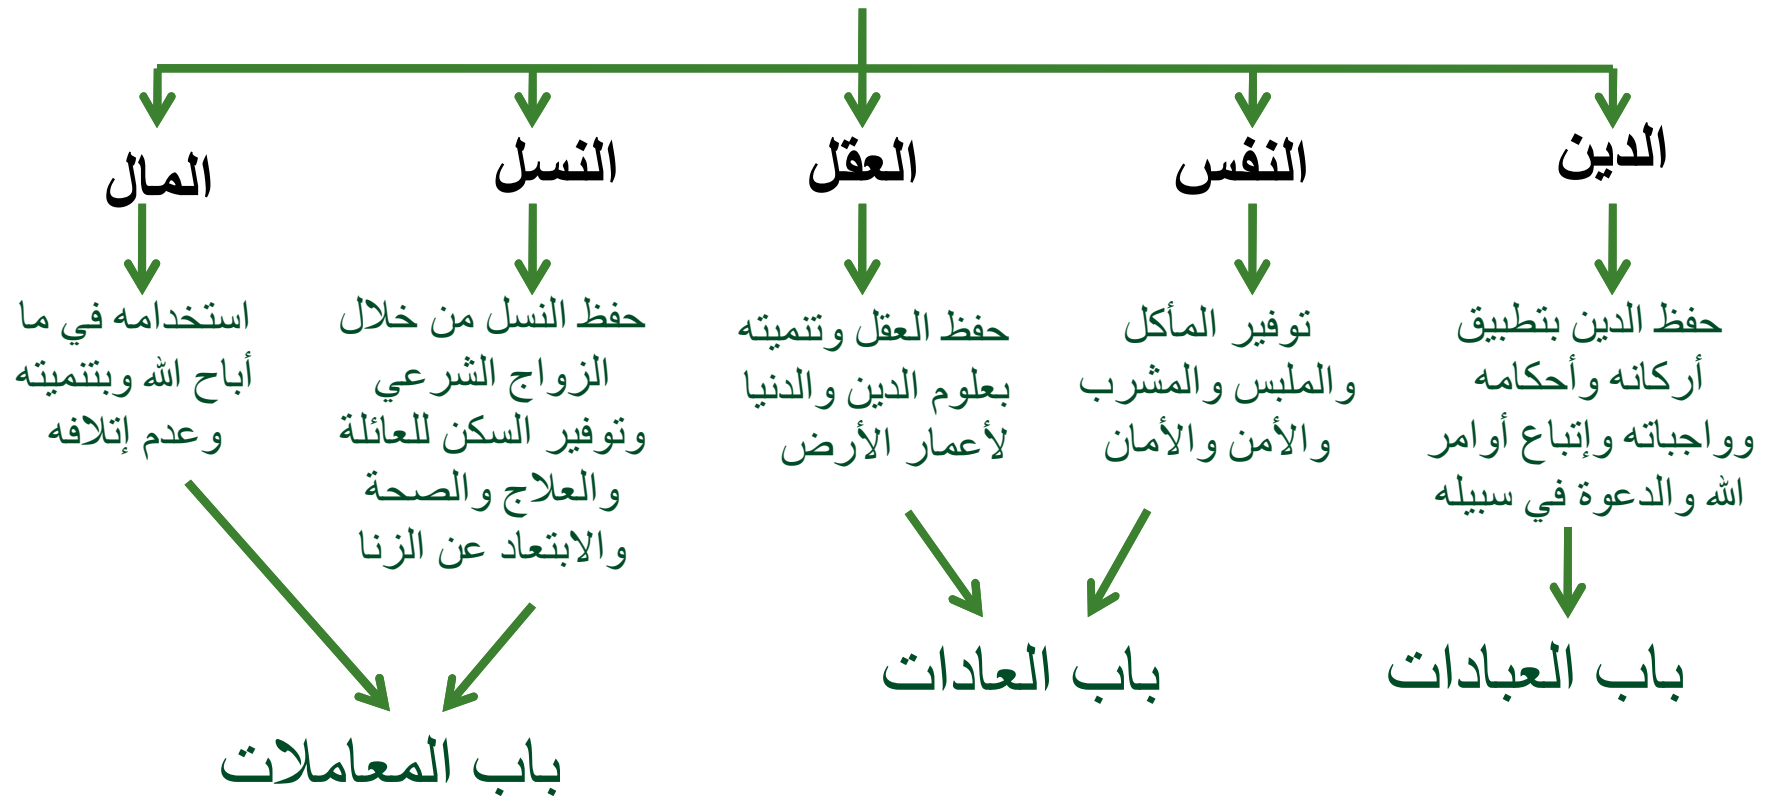 الدين
النفس
العقل
النسل
المال
حفظ الدين بتطبيق
أركانه وأحكامه
وواجباته وإتباع أوامر
الله والدعوة في سبيله
توفير المأكل
والملبس والمشرب
والأمن والأمان
حفظ العقل وتنميته
بعلوم الدين والدنيا
لأعمار الأرض
حفظ النسل من خلال
الزواج الشرعي
وتوفير السكن للعائلة
والعلاج والصحة
والابتعاد عن الزنا
استخدامه في ما
أباح الله وبتنميته
وعدم إتلافه
باب العبادات
باب العادات
باب المعاملات